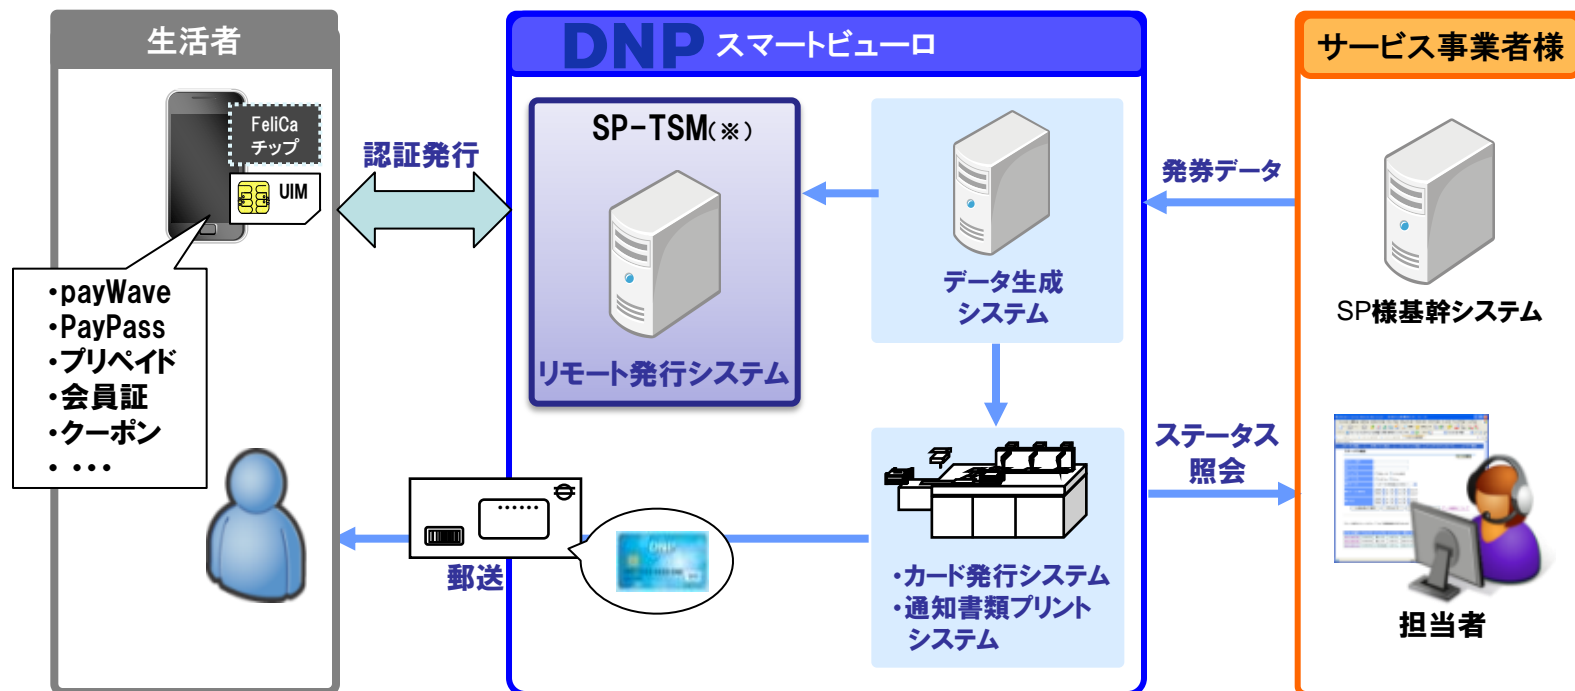 生活者
FeliCa
チップ
UIM
・payWave
・PayPass
・プリペイド
・会員証
・クーポン
・ ・・・
認証発行
DNP スマートビューロ
SP-TSM(※)
リモート発行システム
データ生成
システム
・カード発行システム
・通知書類プリント
システム
郵送
DNP
サービス事業者様
発券データ
SP様基幹システム
ステータス
照会
担当者